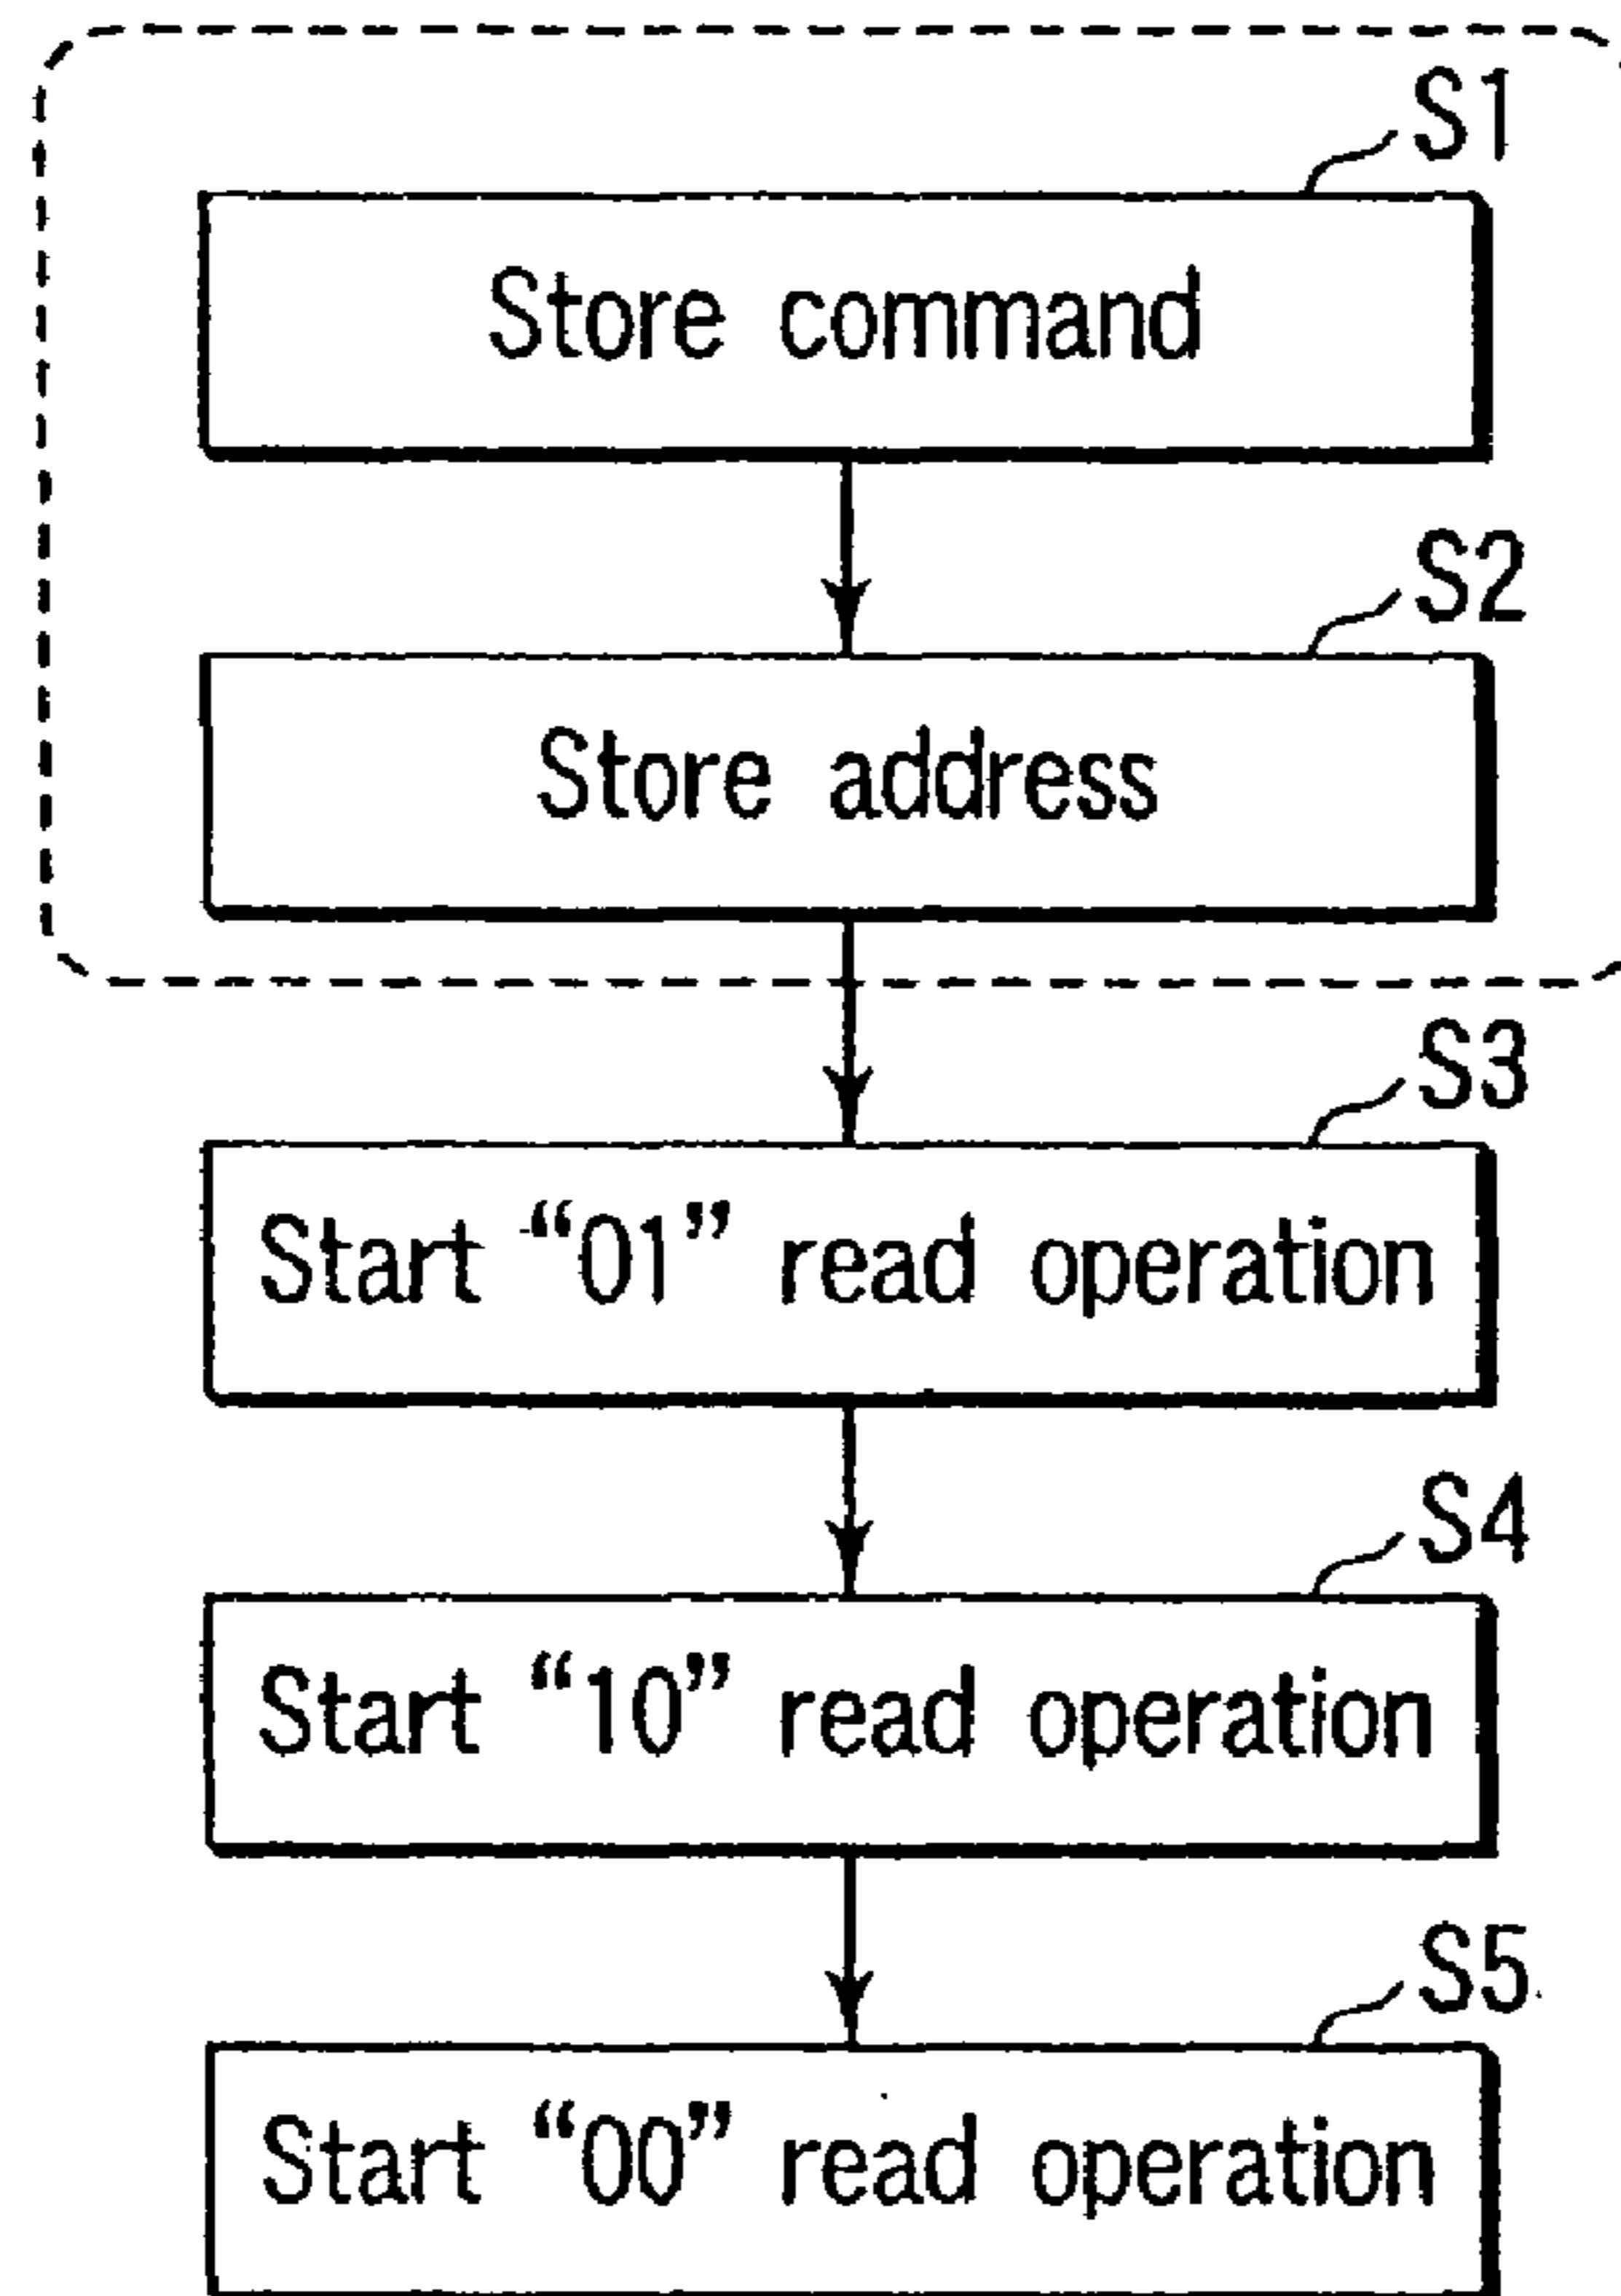 S1
Store command
S2
Store address
S3
Start “01” read operation
S4
Start “10” read operation
S5
Start “00” read operation